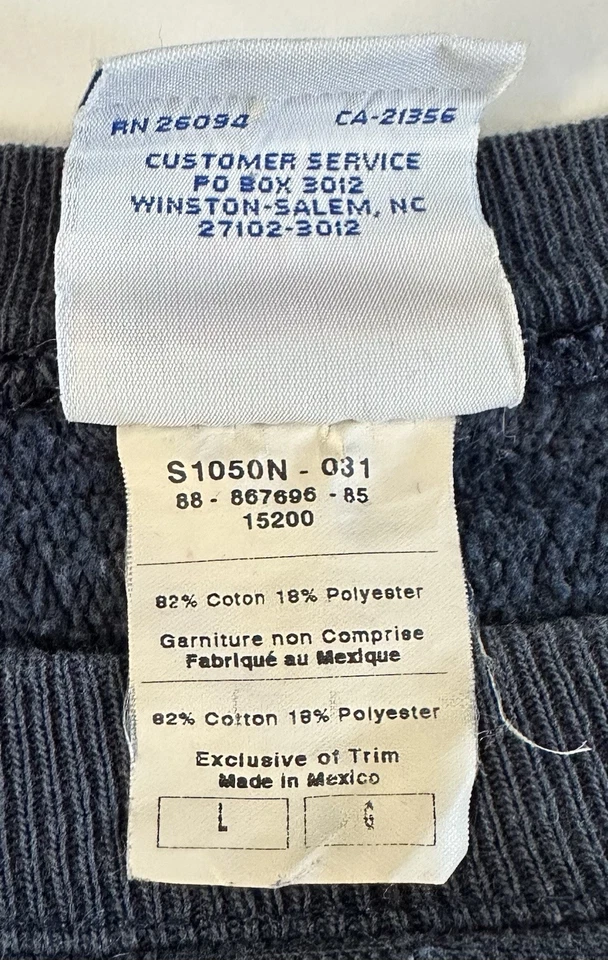 RN 26094 CA-21356
CUSTOMER SERVICE
PO BOX 3012
WINSTON-SALEM, NC
27102-3012
S1050N - 031
88 - 867696 - 85
15200
82% Coton 18% Polyester
Garniture non Comprise
Fabriqué au Mexique
82% Cotton 18% Polyester
Exclusive of Trim
Made in Mexico
L G